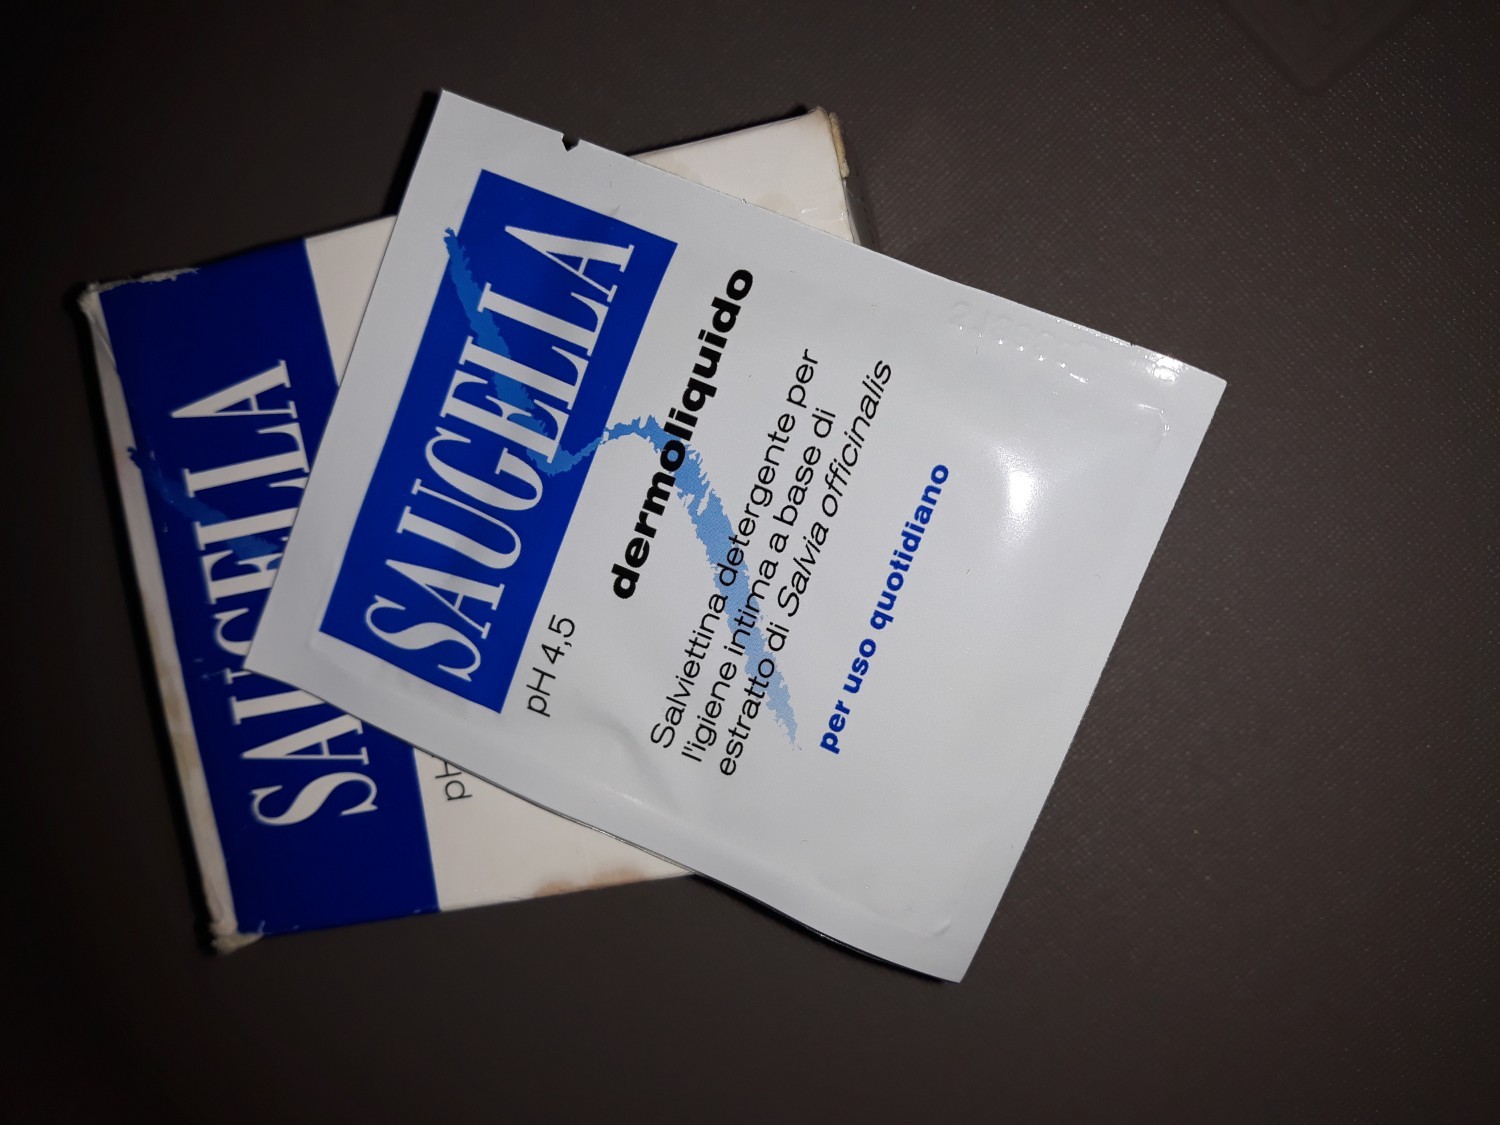 SAUGELLA
pH 4,5
dermoliquido
Salviettina detergente per
l'igiene intima a base di
estratto di Salvia officinalis
per uso quotidiano
SAUGELLA
pH